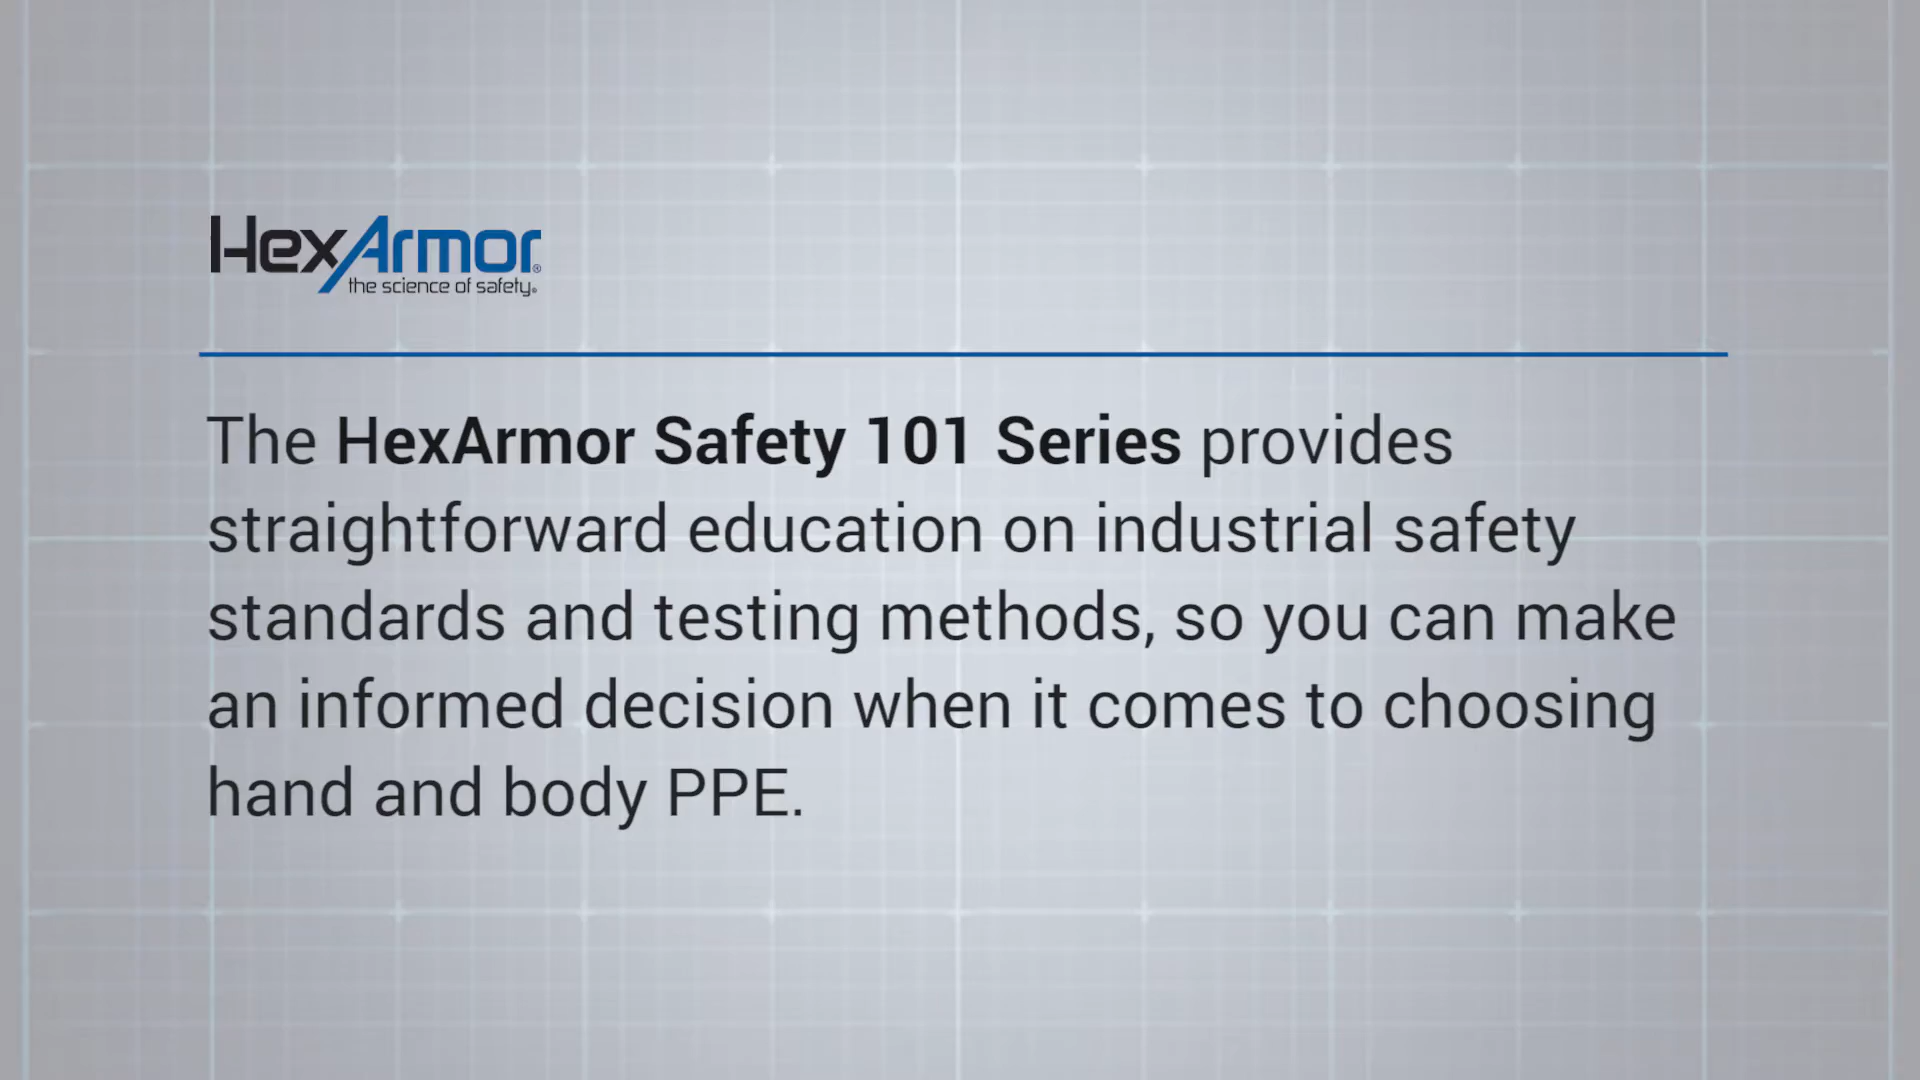 HexArmor®
the science of safety®
The HexArmor Safety 101 Series provides
straightforward education on industrial safety
standards and testing methods, so you can make
an informed decision when it comes to choosing
hand and body PPE.